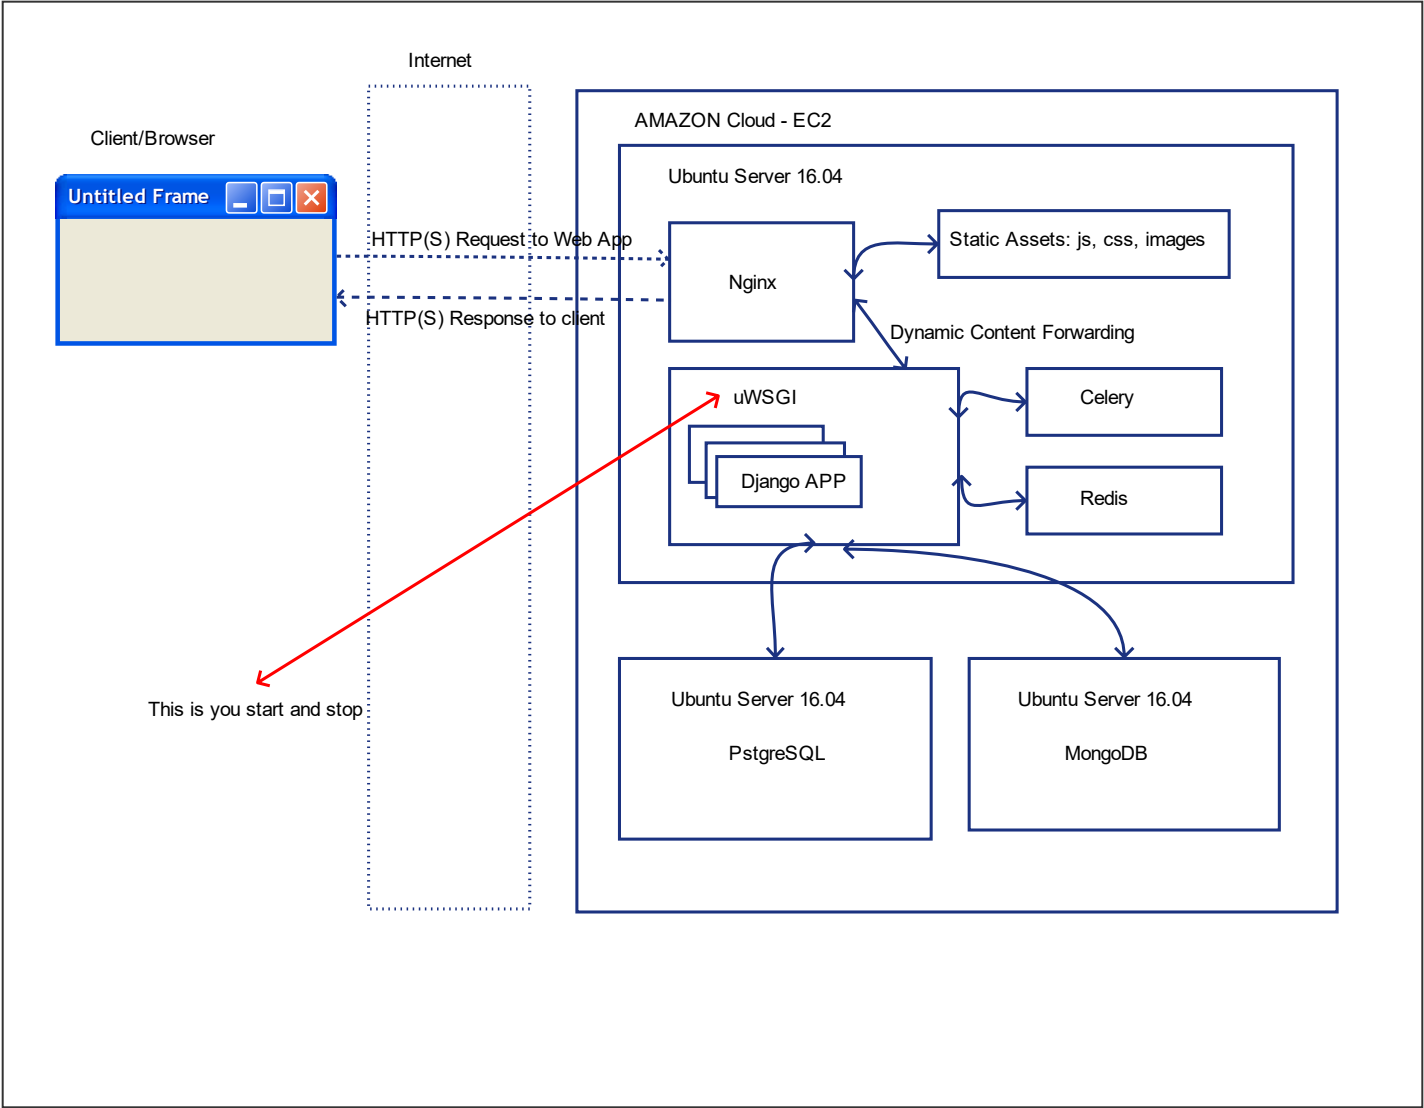 Internet
AMAZON Cloud - EC2
Client/Browser
Ubuntu Server 16.04
Untitled Frame
HTTP(S) Request to Web App
Static Assets: js, css, images
Nginx
HTTP(S) Response to client
Dynamic Content Forwarding
uWSGI
Celery
Django APP
Redis
This is you start and stop
Ubuntu Server 16.04
Ubuntu Server 16.04
PstgreSQL
MongoDB